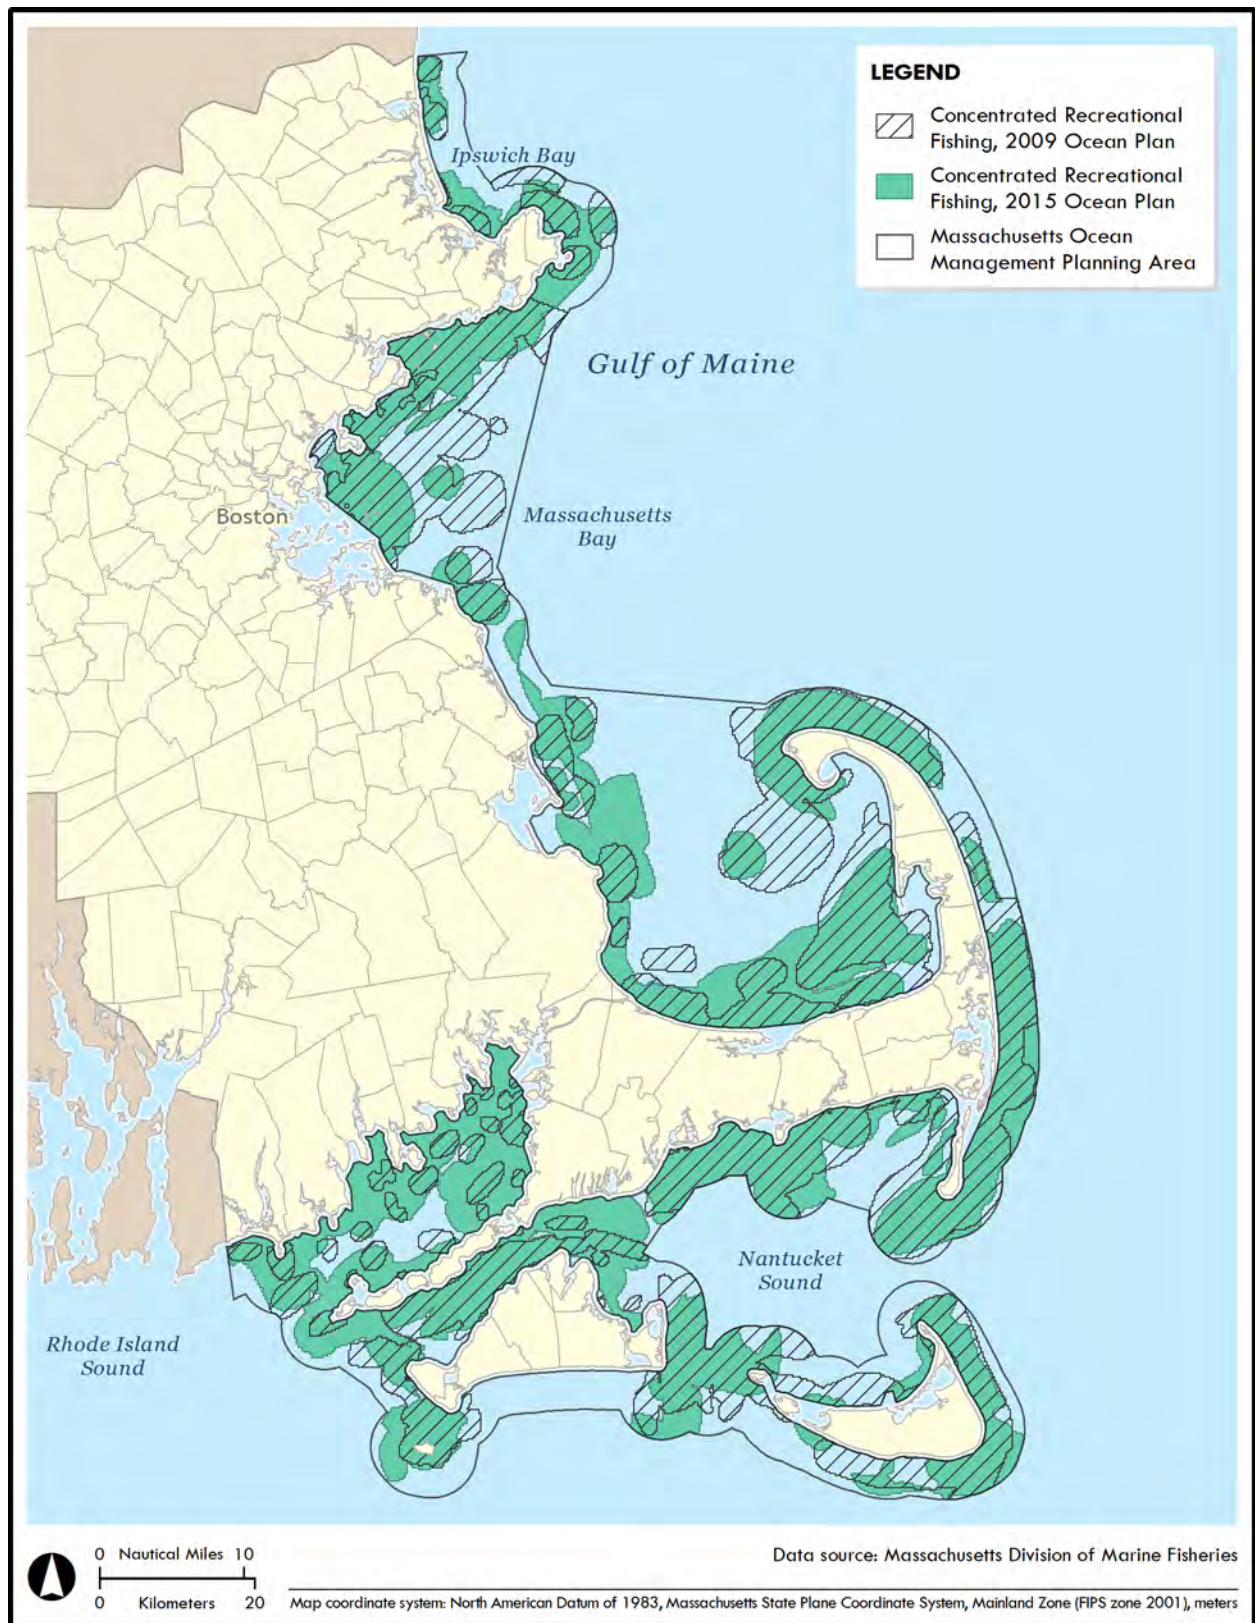 LEGEND
Concentrated Recreational
Fishing, 2009 Ocean Plan
Concentrated Recreational
Fishing, 2015 Ocean Plan
Massachusetts Ocean
Management Planning Area
Ipswich Bay
Gulf of Maine
Boston
Massachusetts
Bay
Nantucket
Sound
Rhode Island
Sound
0 Nautical Miles 10
0 Kilometers 20
Data source: Massachusetts Division of Marine Fisheries
Map coordinate system: North American Datum of 1983, Massachusetts State Plane Coordinate System, Mainland Zone (FIPS zone 2001), meters